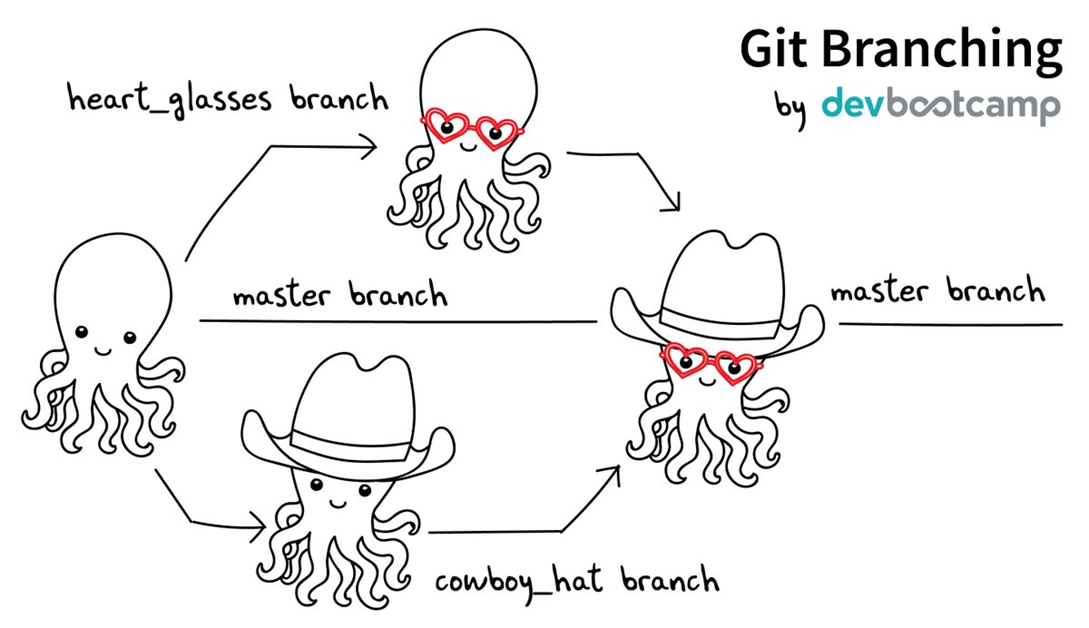 Git Branching
by devbootcamp
heart_glasses branch
master branch
master branch
cowboy_hat branch